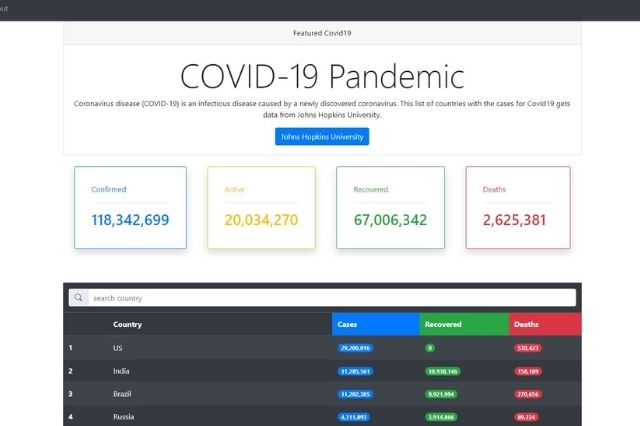 Featured Covid19
COVID-19 Pandemic
Coronavirus disease (COVID-19) is an infectious disease caused by a newly discovered coronavirus. This list of countries with the cases for Covid19 gets
data from Johns Hopkins University.
Johns Hopkins University
Confirmed Active Recovered Deaths
118,342,699 20,034,270 67,006,342 2,625,381
search country
Country Cases Recovered Deaths
1 US 29,200,016 0 530,423
2 India 11,285,561 10,938,146 158,189
3 Brazil 11,202,305 9,921,994 270,656
4 Russia 4,311,893 3,914,866 89,224